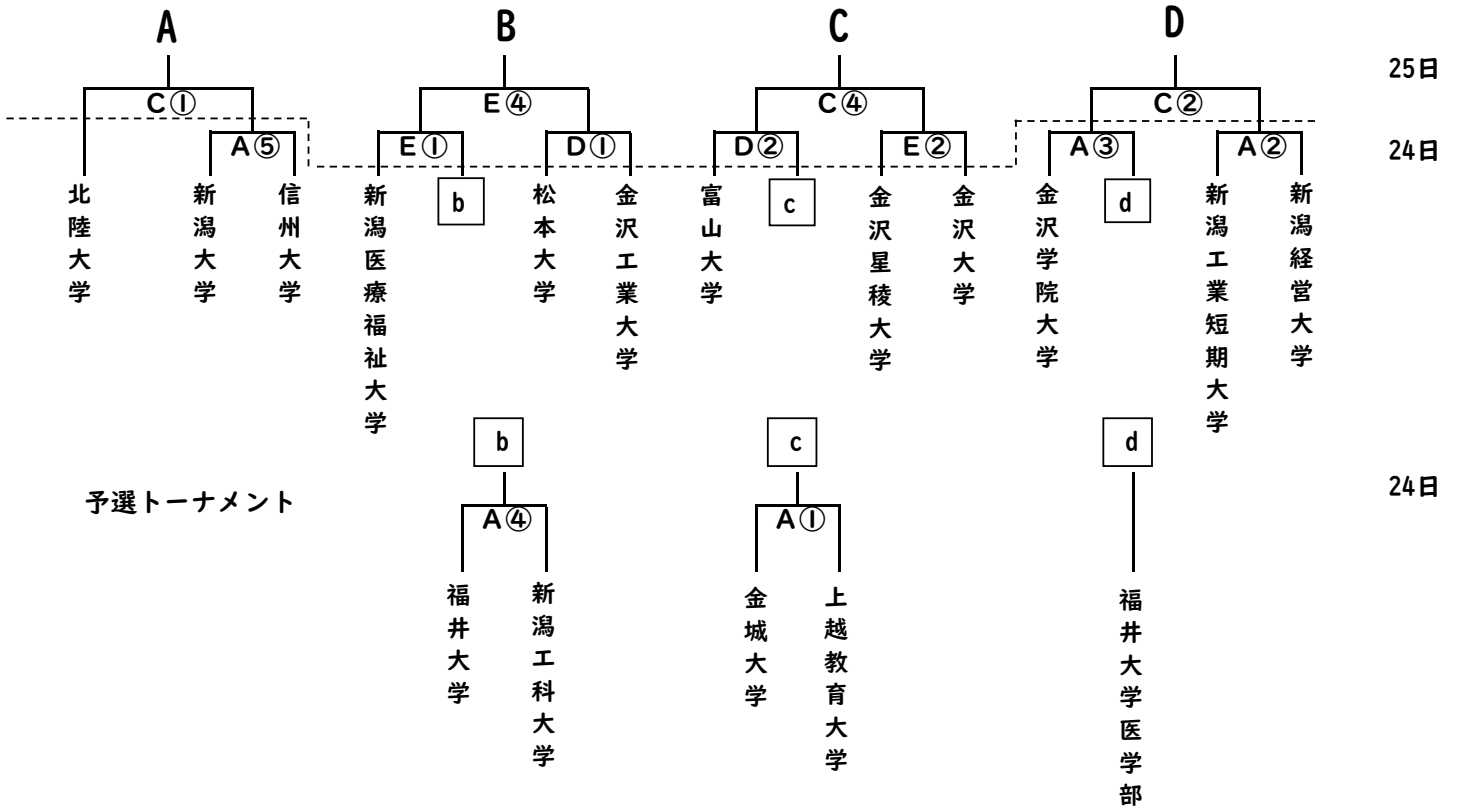 A
B
C
D
25日
C①
E④
C④
C②
24日
A⑤
E①
D①
D②
E②
A③
A②
北陸大学
新潟大学
信州大学
新潟医療福祉大学
b
松本大学
金沢工業大学
富山大学
c
金沢星稜大学
金沢大学
金沢学院大学
d
新潟工業短期大学
新潟経営大学
b
c
d
予選トーナメント
24日
A④
A①
福井大学
新潟工科大学
金城大学
上越教育大学
福井大学医学部